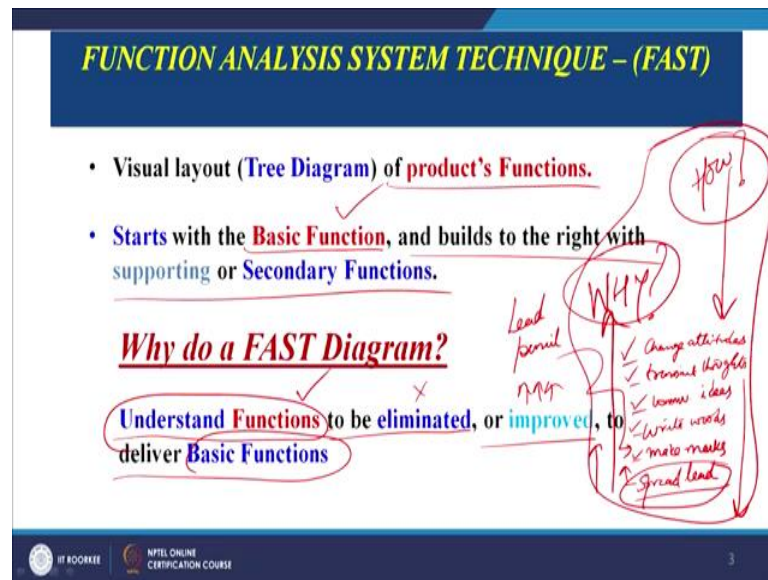 FUNCTION ANALYSIS SYSTEM TECHNIQUE – (FAST)
• Visual layout (Tree Diagram) of product's Functions.
• Starts with the Basic Function, and builds to the right with
supporting or Secondary Functions.
Why do a FAST Diagram?
Understand Functions to be eliminated, or improved, to
deliver Basic Functions
How?
WHY?
Lead
pencil
Change attitudes
transmit thoughts
ideas
write words
make marks
Spread lead
IIT ROORKEE
NPTEL ONLINE
CERTIFICATION COURSE
3